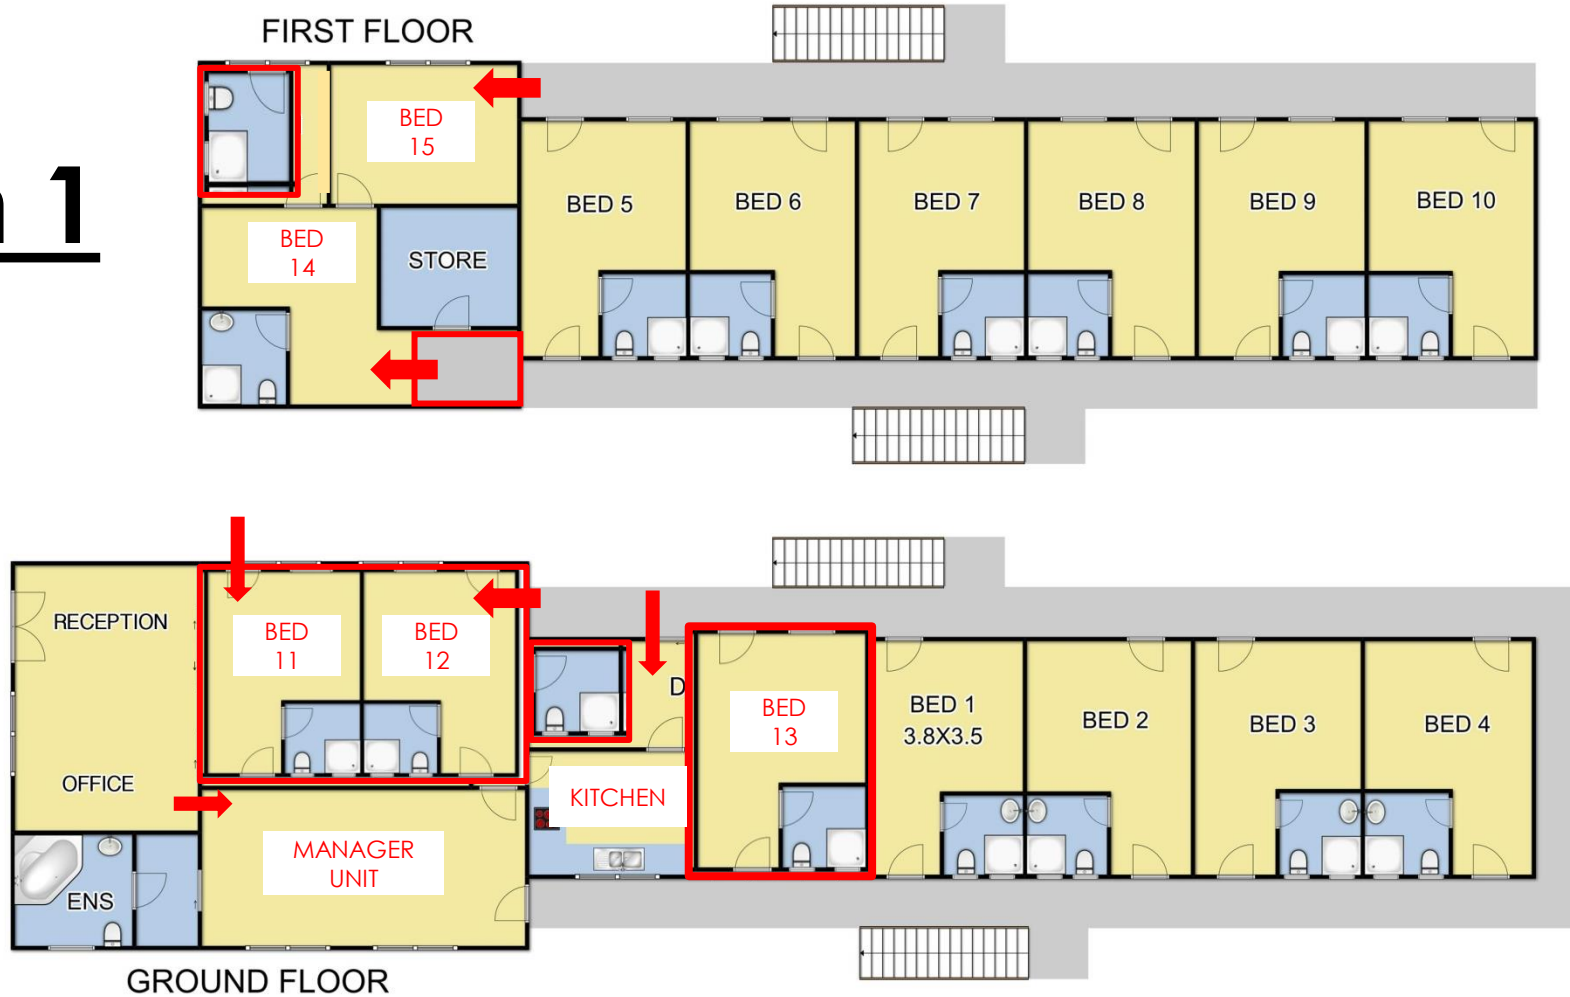 FIRST FLOOR
n 1
BED
15
BED 5
BED 6
BED 7
BED 8
BED 9
BED 10
BED
14
STORE
RECEPTION
BED
11
BED
12
D
BED
13
BED 1
3.8X3.5
BED 2
BED 3
BED 4
OFFICE
KITCHEN
MANAGER
UNIT
ENS
GROUND FLOOR